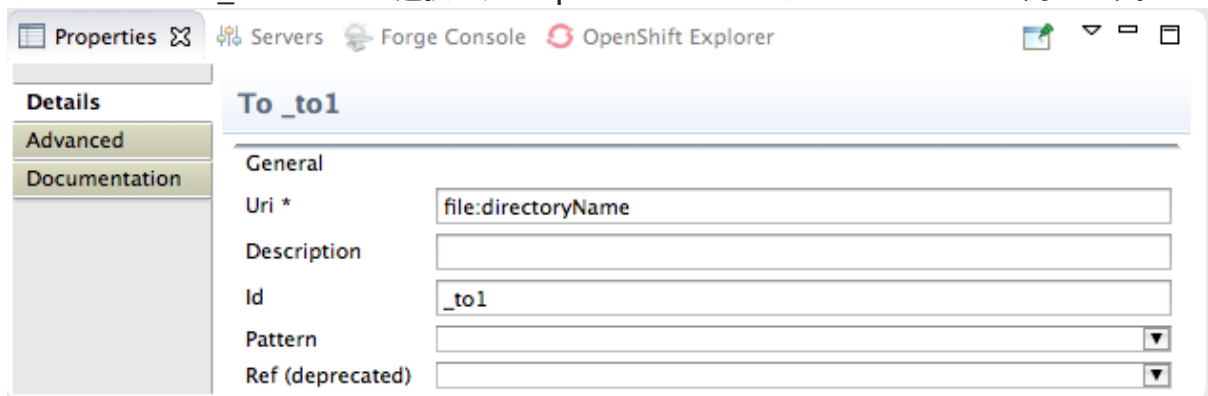 Properties Servers Forge Console OpenShift Explorer
Details
To _to1
Advanced
General
Documentation
Uri *
file:directoryName
Description
Id
_to1
Pattern
Ref (deprecated)